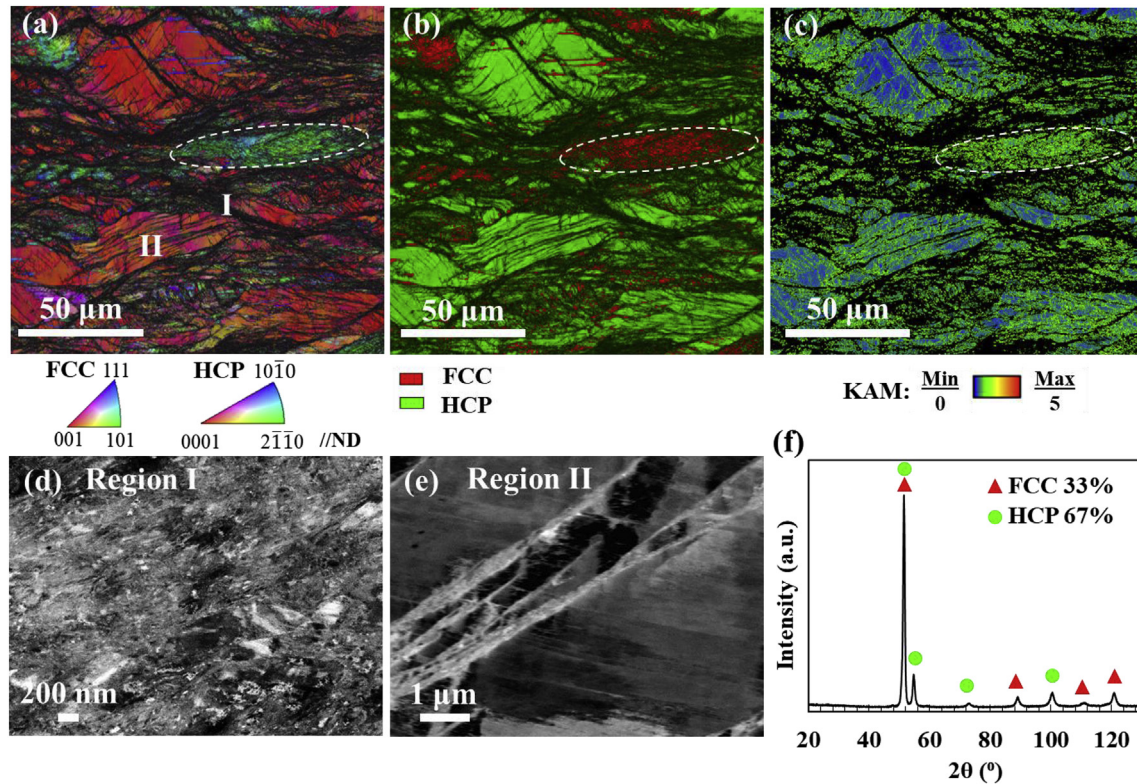 (a)
I
II
50 µm
(b)
50 µm
(c)
50 µm
FCC 111
001 101
HCP 101̅0
0001 21̅1̅0 //ND
FCC
HCP
KAM: Min
0
Max
5
(d) Region I
200 nm
(e) Region II
1 µm
(f)
FCC 33%
HCP 67%
Intensity (a.u.)
20 40 60 80 100 120
2θ (º)